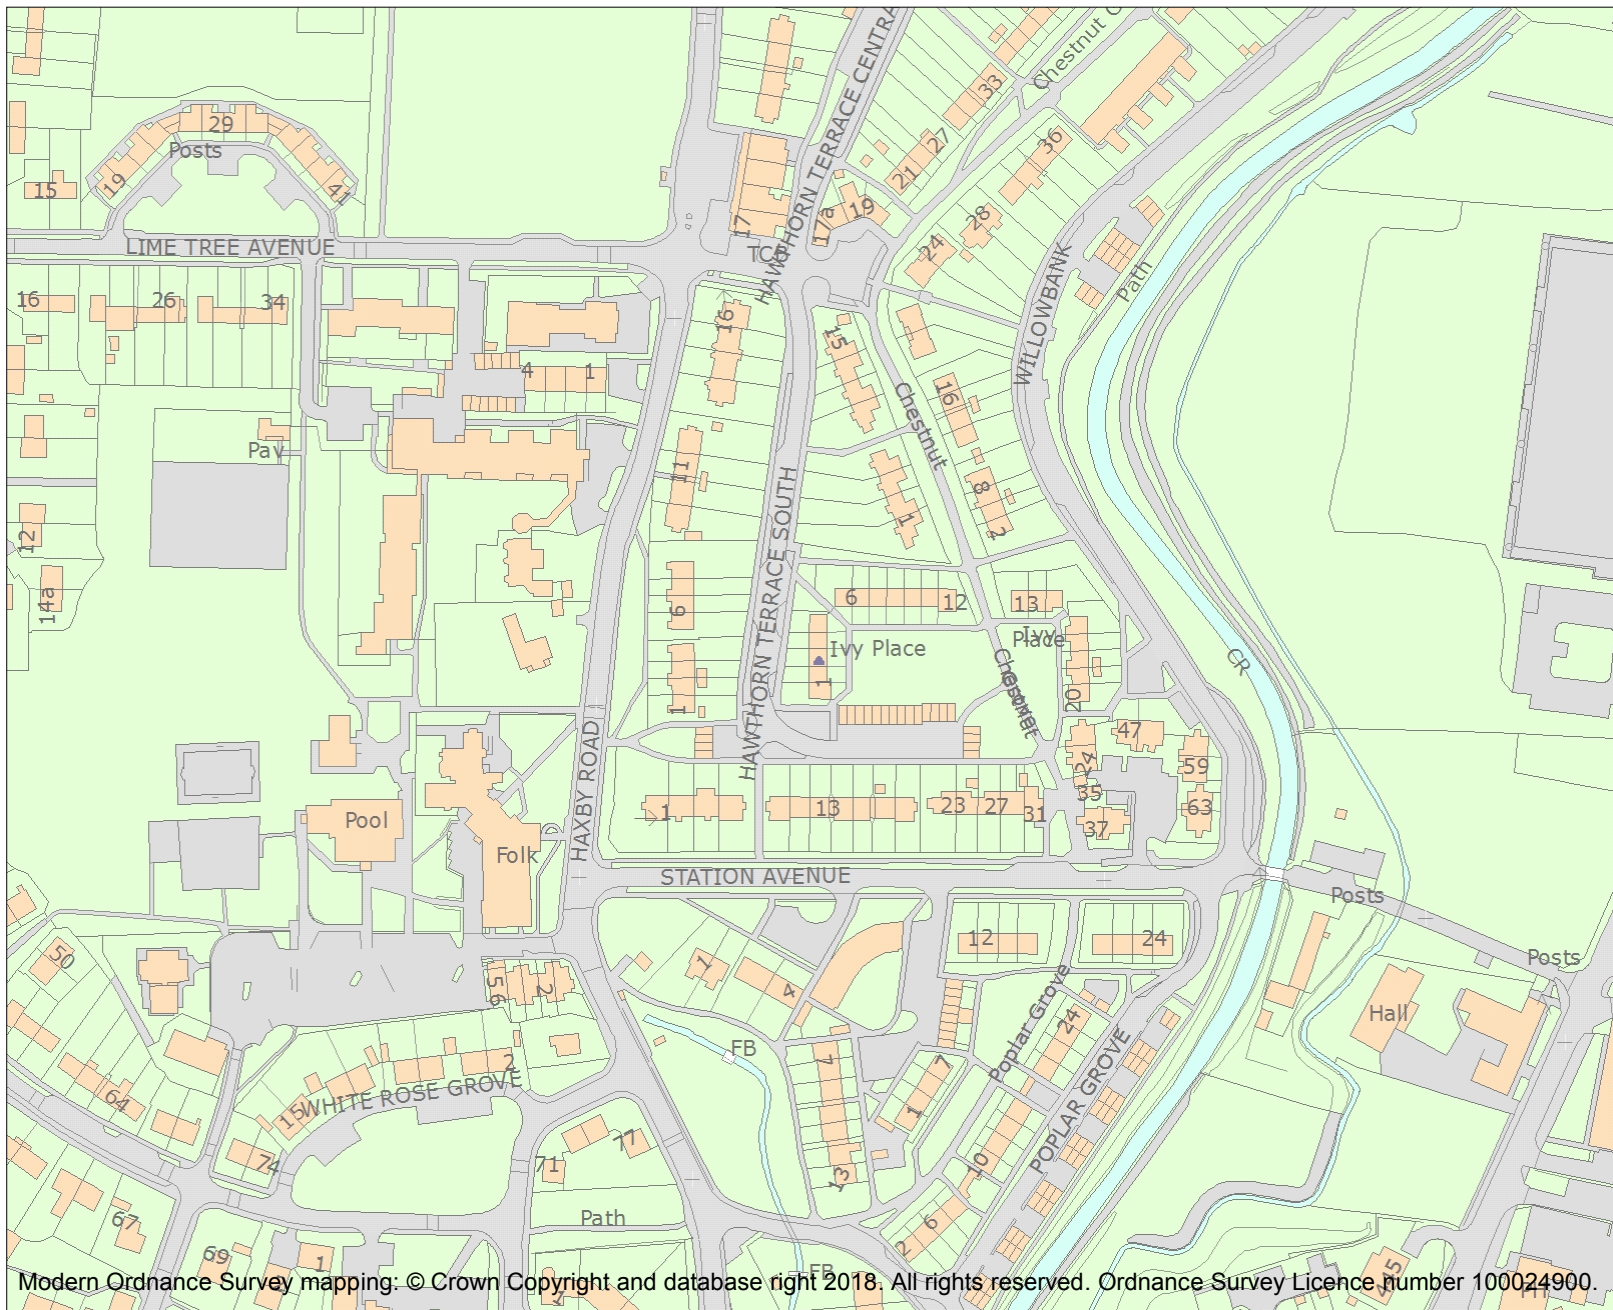 HAWTHORN TERRACE CENTRA
Chestnut C
33
29
Posts
19
41
15
27
21
36
17
17a
19
28
24
LIME TREE AVENUE
TCB
Path
WILLOWBANK
16
26
34
16
15
4
1
Chestnut
16
Pav
11
8
2
1
HAWTHORN TERRACE SOUTH
12
14a
6
6
12
13
Ivy Place
Ivy Place
1
1
20
Chestnut
CR
HAXBY ROAD
47
24
59
35
Pool
1
13
23
27
31
37
63
Folk
STATION AVENUE
Posts
50
12
24
Posts
1
4
5
6
2
Poplar Grove
24
Hall
FB
7
7
1
POPLAR GROVE
2
WHITE ROSE GROVE
15
64
74
77
71
13
10
67
Path
6
2
69
1
FB
Modern Ordnance Survey mapping: © Crown Copyright and database right 2018. All rights reserved. Ordnance Survey Licence number 100024900.